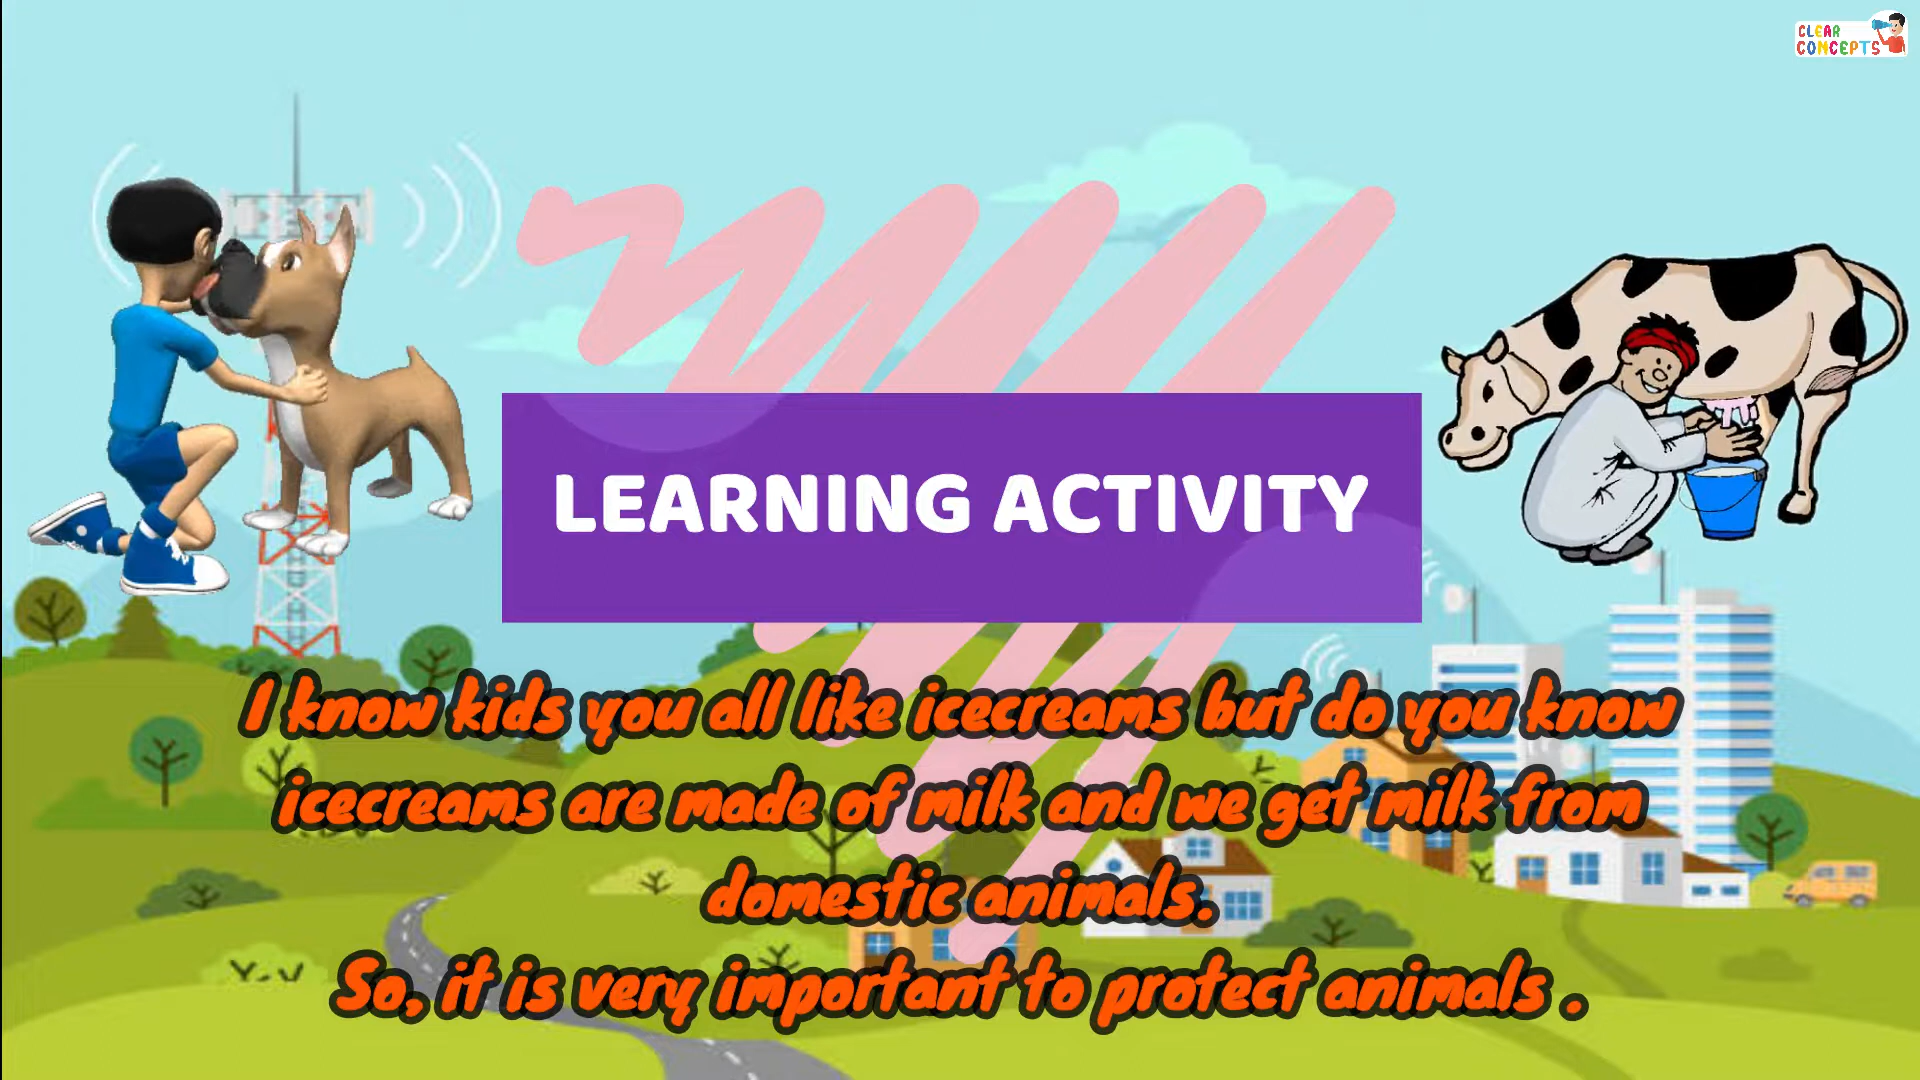 CLEAR
CONCEPTS
LEARNING ACTIVITY
I know kids you all like icecreams but do you know
icecreams are made of milk and we get milk from
domestic animals.
So, it is very important to protect animals .